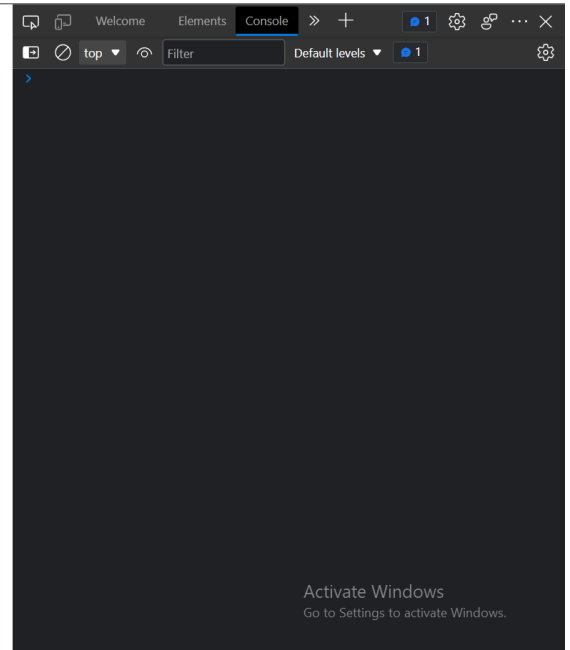 Welcome Elements Console 1
top Filter Default levels 1
Activate Windows
Go to Settings to activate Windows.